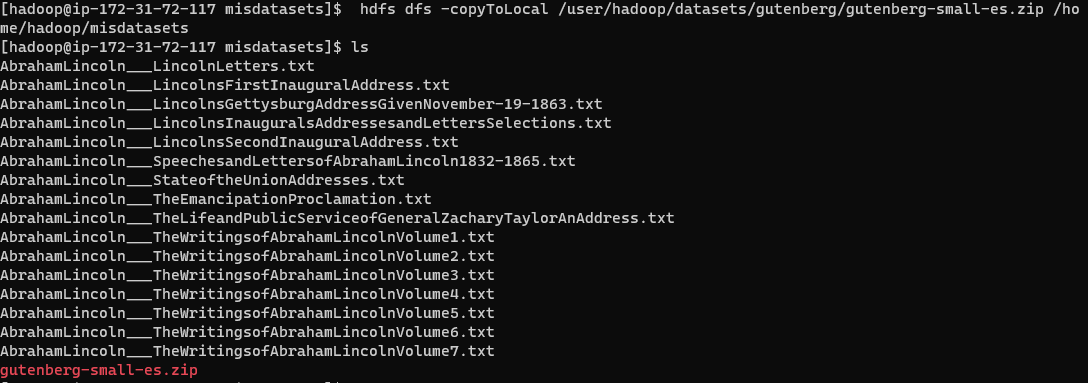 [hadoop@ip-172-31-72-117 misdatasets]$  hdfs dfs -copyToLocal /user/hadoop/datasets/gutenberg/gutenberg-small-es.zip /ho
me/hadoop/misdatasets
[hadoop@ip-172-31-72-117 misdatasets]$ ls
AbrahamLincoln___LincolnLetters.txt
AbrahamLincoln___LincolnsFirstInauguralAddress.txt
AbrahamLincoln___LincolnsGettysburgAddressGivenNovember-19-1863.txt
AbrahamLincoln___LincolnsInauguralsAddressesandLettersSelections.txt
AbrahamLincoln___LincolnsSecondInauguralAddress.txt
AbrahamLincoln___SpeechesandLettersofAbrahamLincoln1832-1865.txt
AbrahamLincoln___StateoftheUnionAddresses.txt
AbrahamLincoln___TheEmancipationProclamation.txt
AbrahamLincoln___TheLifeandPublicServiceofGeneralZacharyTaylorAnAddress.txt
AbrahamLincoln___TheWritingsofAbrahamLincolnVolume1.txt
AbrahamLincoln___TheWritingsofAbrahamLincolnVolume2.txt
AbrahamLincoln___TheWritingsofAbrahamLincolnVolume3.txt
AbrahamLincoln___TheWritingsofAbrahamLincolnVolume4.txt
AbrahamLincoln___TheWritingsofAbrahamLincolnVolume5.txt
AbrahamLincoln___TheWritingsofAbrahamLincolnVolume6.txt
AbrahamLincoln___TheWritingsofAbrahamLincolnVolume7.txt
gutenberg-small-es.zip